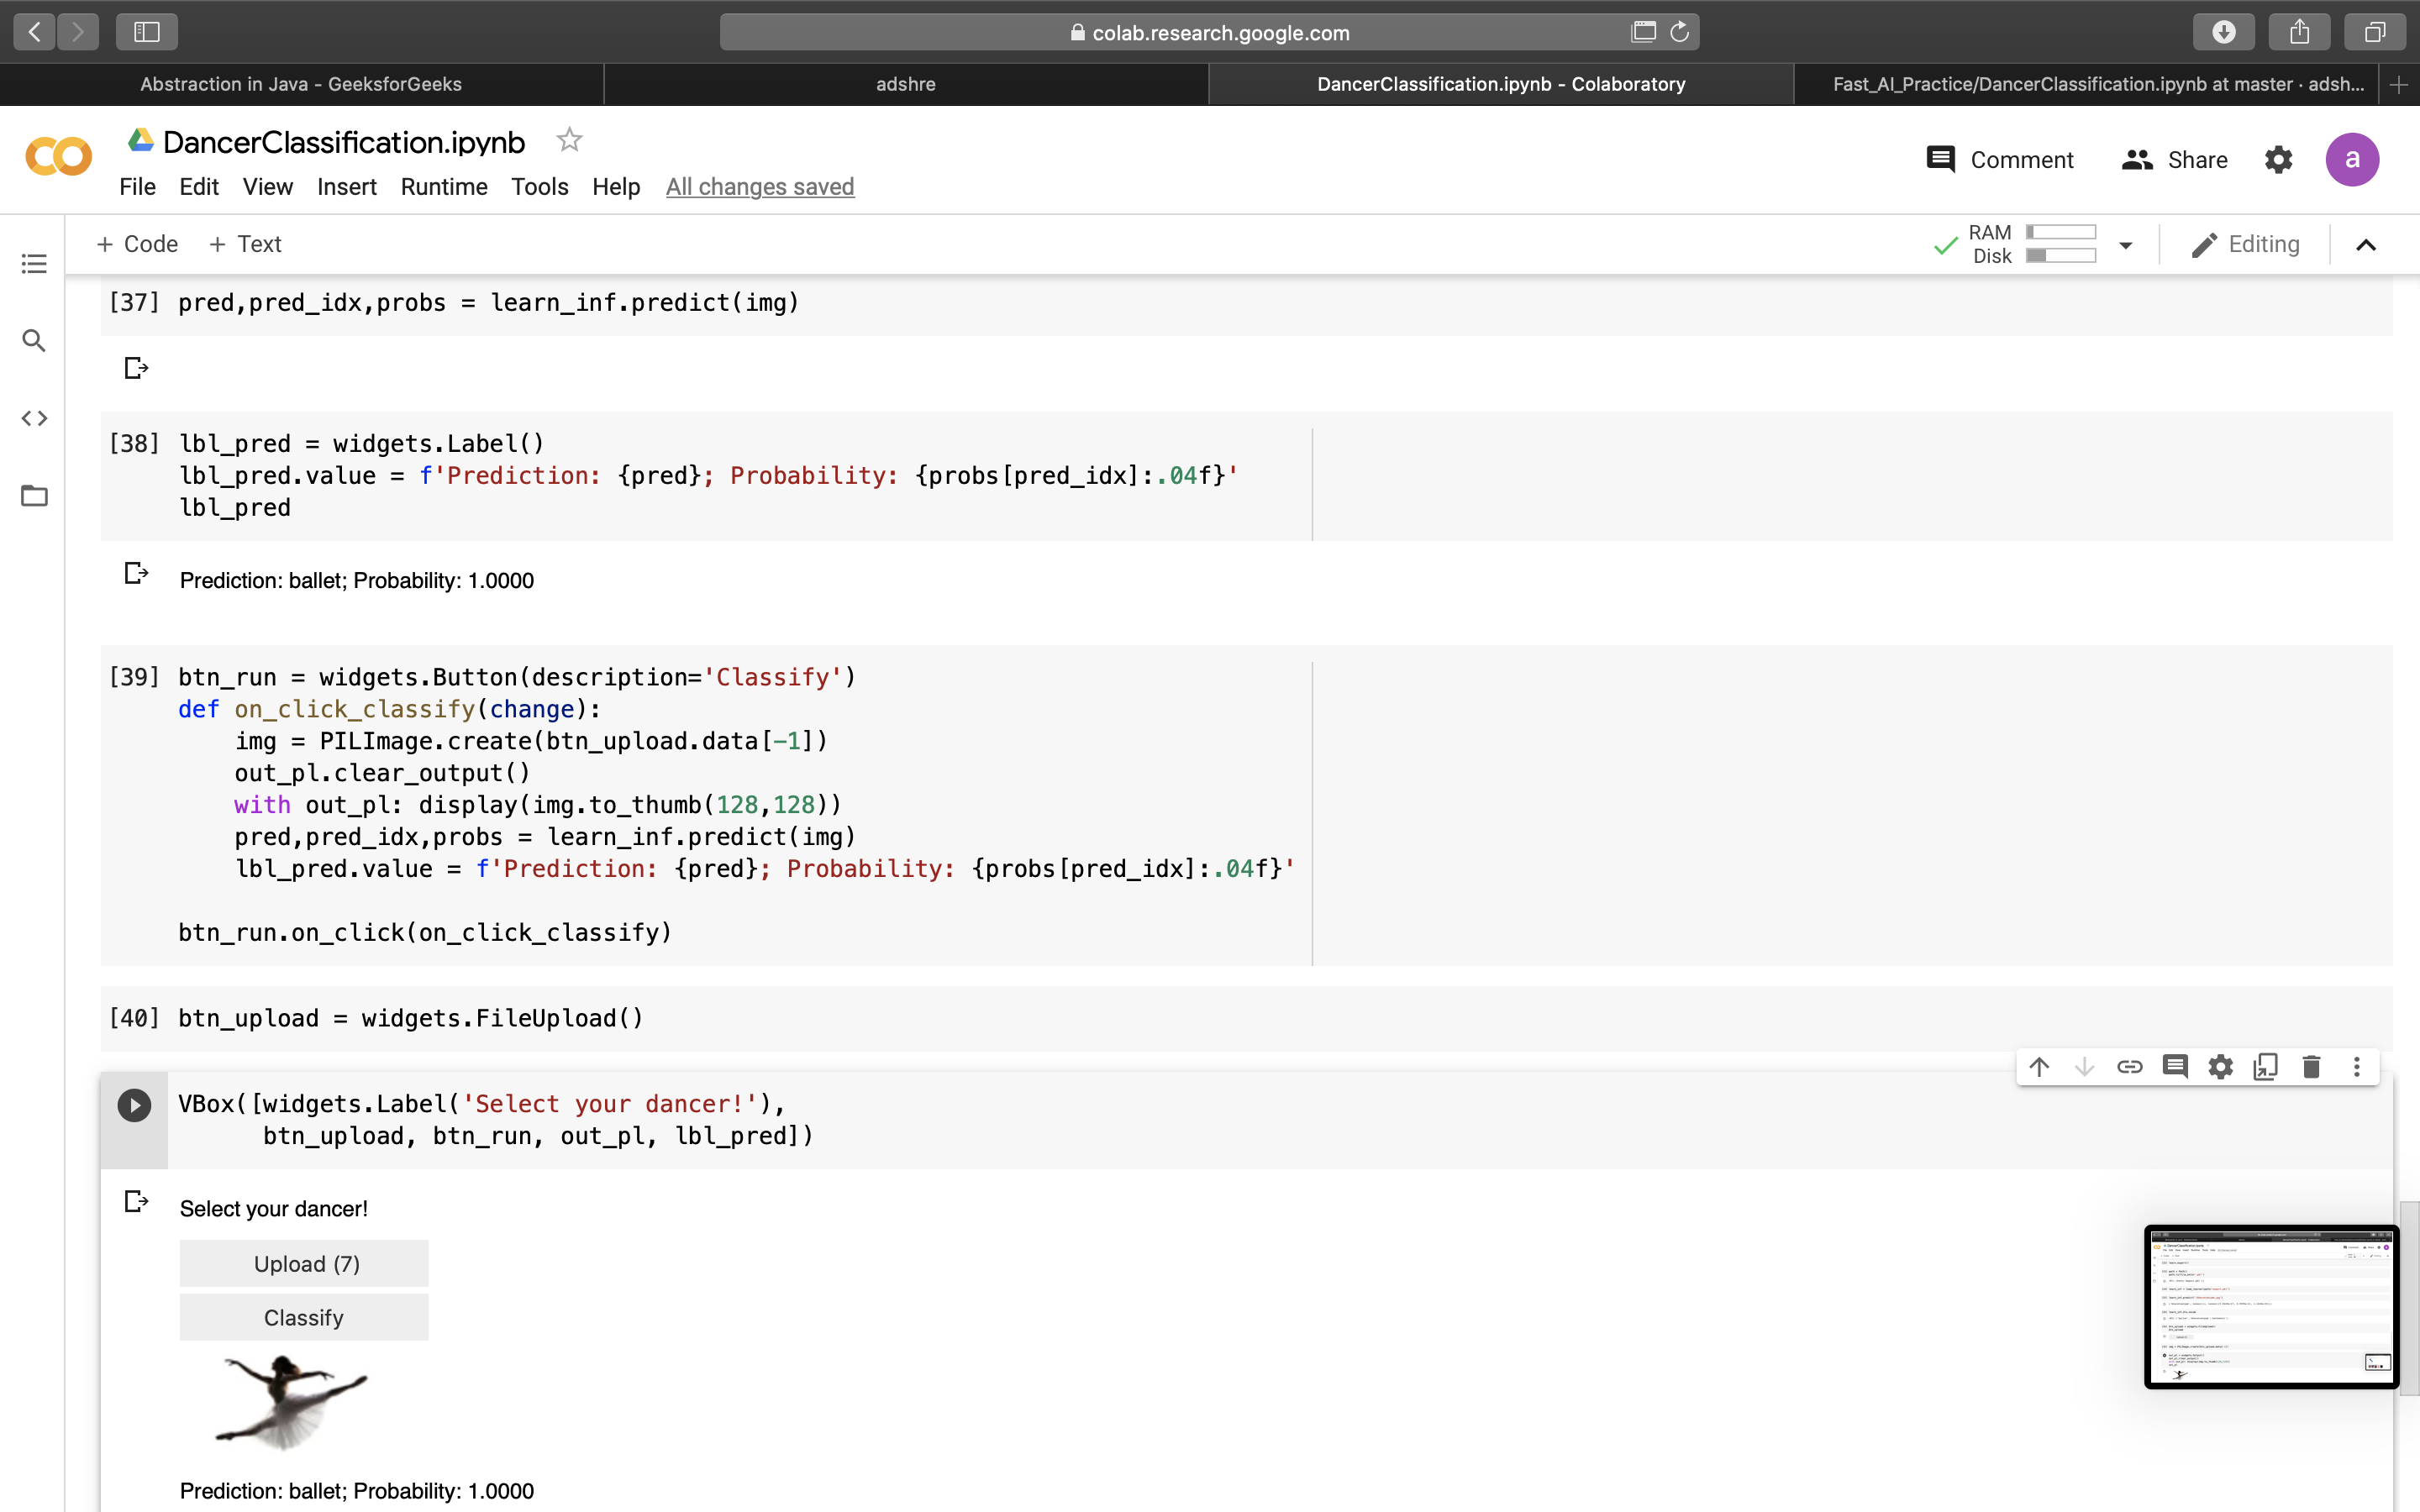 colab.research.google.com
Abstraction in Java - GeeksforGeeks
adshre
DancerClassification.ipynb - Colaboratory
Fast_AI_Practice/DancerClassification.ipynb at master · adsh...
DancerClassification.ipynb
Comment
Share
a
File Edit View Insert Runtime Tools Help All changes saved
+ Code + Text
RAM
Disk
Editing
[37] pred,pred_idx,probs = learn_inf.predict(img)
[38] lbl_pred = widgets.Label()
lbl_pred.value = f'Prediction: {pred}; Probability: {probs[pred_idx]:.04f}'
lbl_pred
Prediction: ballet; Probability: 1.0000
[39] btn_run = widgets.Button(description='Classify')
def on_click_classify(change):
img = PILImage.create(btn_upload.data[-1])
out_pl.clear_output()
with out_pl: display(img.to_thumb(128,128))
pred,pred_idx,probs = learn_inf.predict(img)
lbl_pred.value = f'Prediction: {pred}; Probability: {probs[pred_idx]:.04f}'
btn_run.on_click(on_click_classify)
[40] btn_upload = widgets.FileUpload()
VBox([widgets.Label('Select your dancer!'),
btn_upload, btn_run, out_pl, lbl_pred])
Select your dancer!
Upload (7)
Classify
Prediction: ballet; Probability: 1.0000